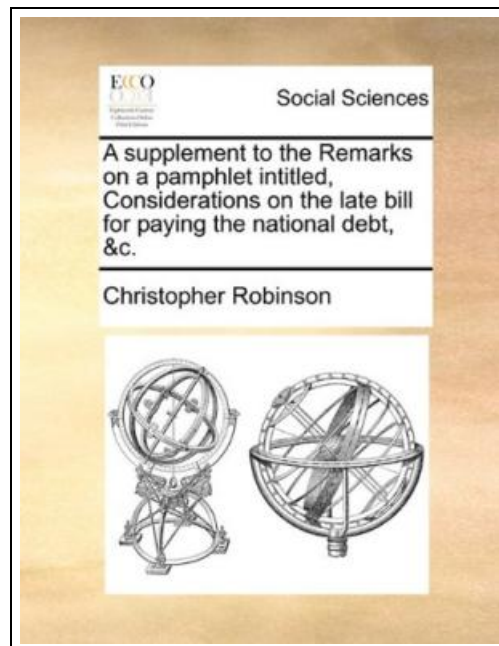 ECCO
Social Sciences
A supplement to the Remarks
on a pamphlet intitled,
Considerations on the late bill
for paying the national debt,
&c.
Christopher Robinson